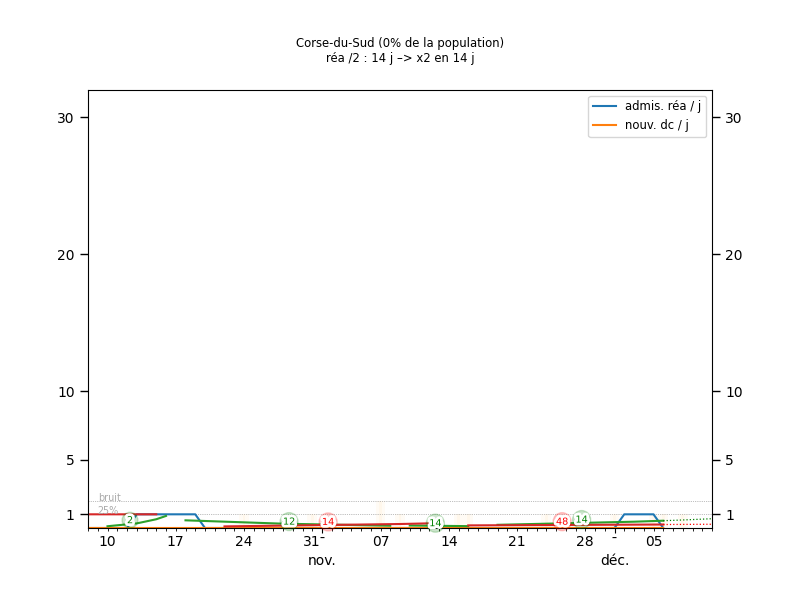 Corse-du-Sud (0% de la population)
réa /2 : 14 j –> x2 en 14 j
admis. réa / j
nouv. dc / j
30 30
20 20
10 10
5 5
bruit
25%
1 1
2 12 14 14 48 14
10 17 24 31 07 14 21 28 05
nov. déc.